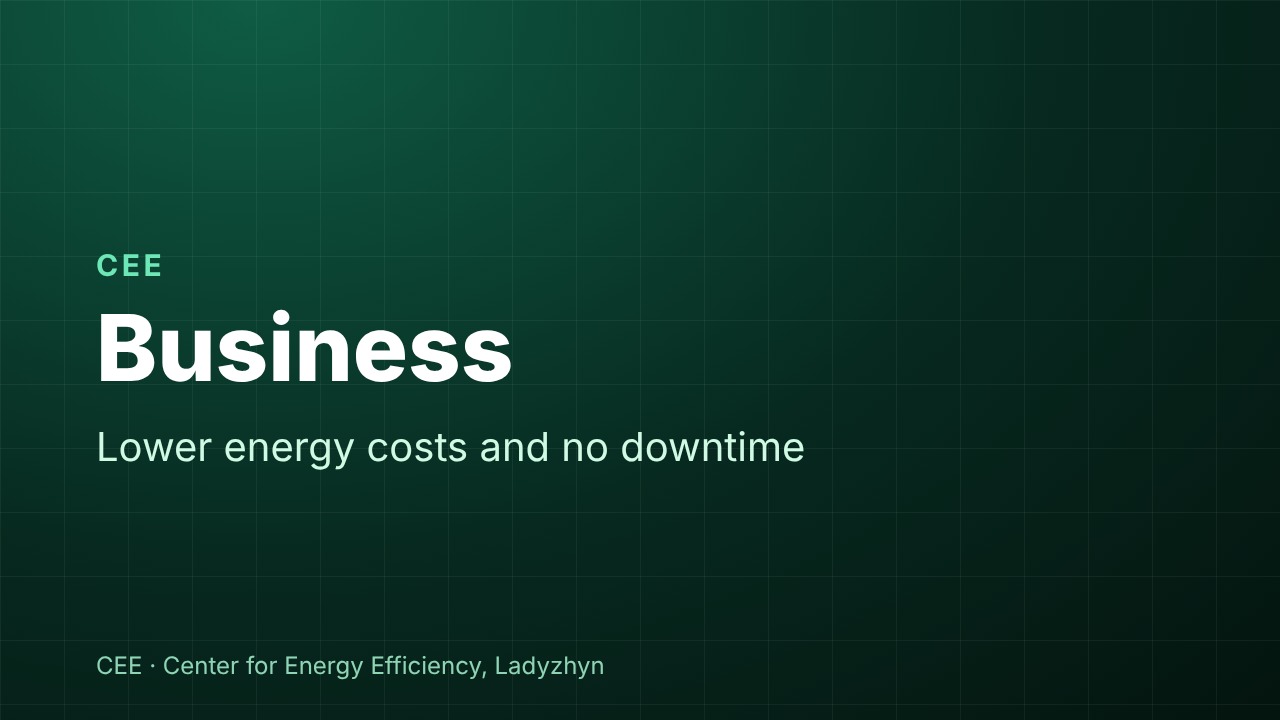 CEE
Business
Lower energy costs and no downtime
CEE · Center for Energy Efficiency, Ladyzhyn